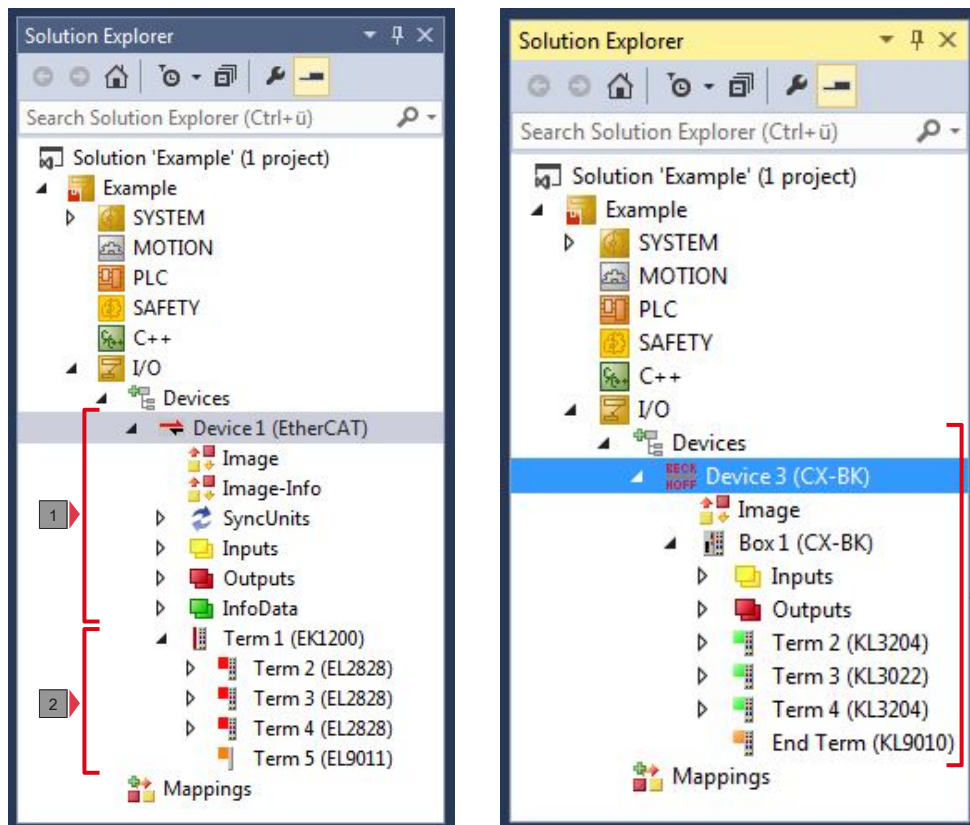 Solution Explorer
Search Solution Explorer (Ctrl+ü)
Solution 'Example' (1 project)
Example
SYSTEM
MOTION
PLC
SAFETY
C++
I/O
Devices
Device 1 (EtherCAT)
Image
Image-Info
1
SyncUnits
Inputs
Outputs
InfoData
Term 1 (EK1200)
Term 2 (EL2828)
2
Term 3 (EL2828)
Term 4 (EL2828)
Term 5 (EL9011)
Mappings
Solution Explorer
Search Solution Explorer (Ctrl+ü)
Solution 'Example' (1 project)
Example
SYSTEM
MOTION
PLC
SAFETY
C++
I/O
Devices
BECK
HOFF
Device 3 (CX-BK)
Image
Box 1 (CX-BK)
Inputs
Outputs
Term 2 (KL3204)
Term 3 (KL3022)
Term 4 (KL3204)
End Term (KL9010)
Mappings